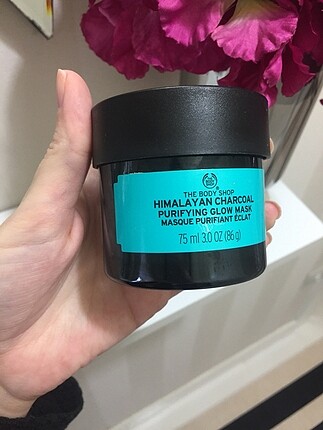 THE BODY SHOP®
HIMALAYAN CHARCOAL
PURIFYING GLOW MASK
MASQUE PURIFIANT ÉCLAT
75 ml 3.0 OZ (86 g)